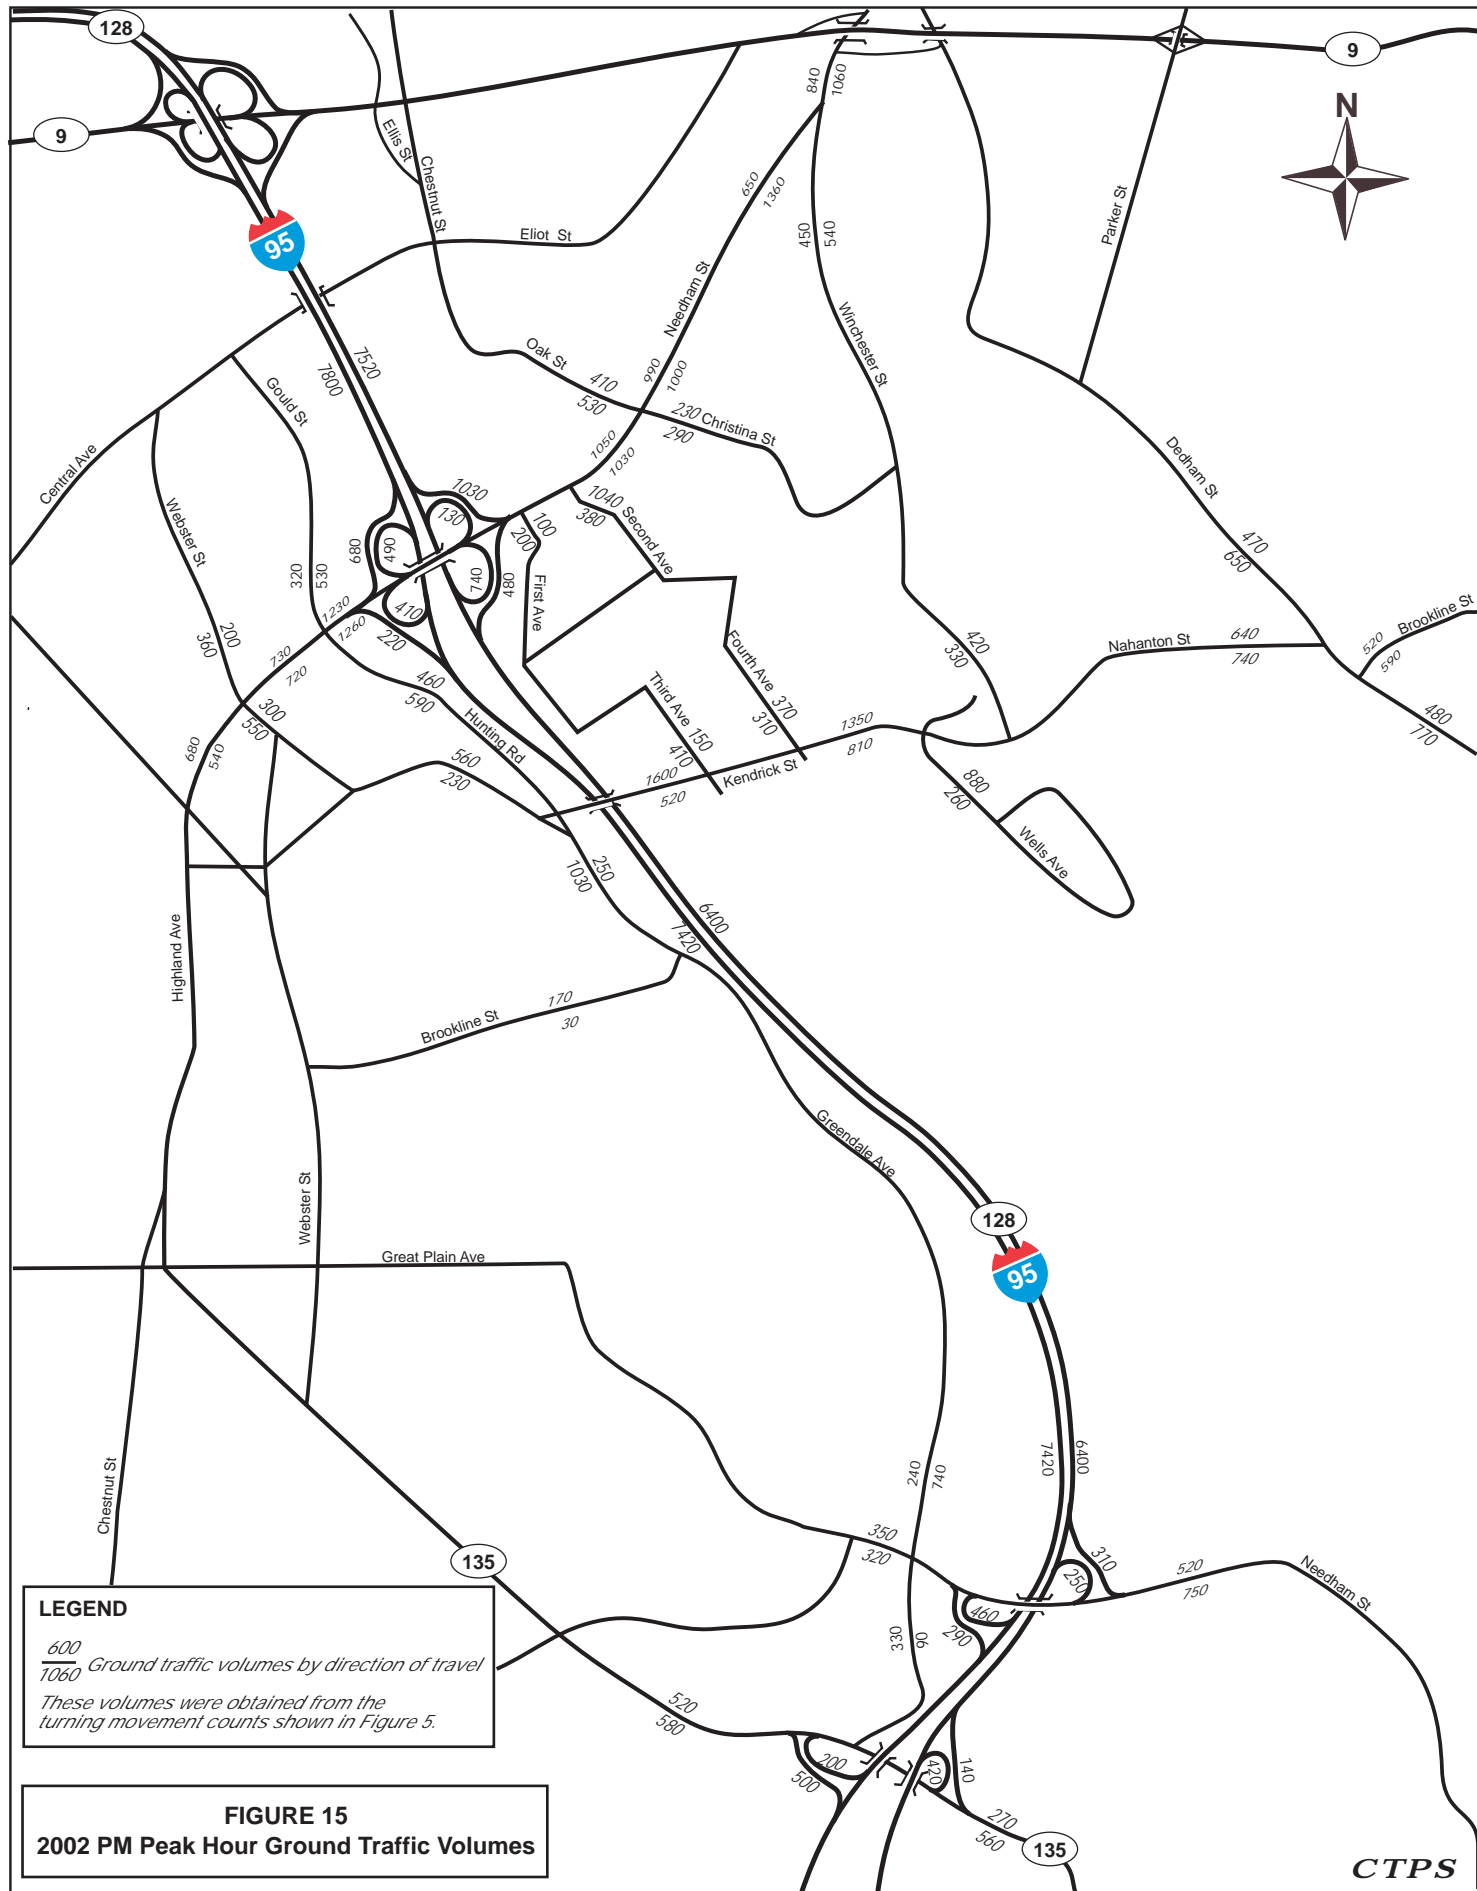 128
9
9
N
840
1060
Ellis St
Chestnut St
Eliot St
650
1360
450
540
Parker St
95
7520
7800
Needham St
Winchester St
Gould St
Oak St
410
530
990
1000
230
290
Christina St
Central Ave
1050
1030
Dedham St
Webster St
1030
130
680
490
740
480
410
220
100
200
First Ave
1040
380
Second Ave
470
650
320
530
1230
1260
730
720
200
360
460
590
Hunting Rd
300
550
680
540
560
230
Third Ave
150
410
Fourth Ave
370
310
1350
810
1600
520
Kendrick St
420
330
Nahanton St
640
740
520
590
Brookline St
480
770
880
260
Wells Ave
250
1030
6400
7420
Highland Ave
170
30
Brookline St
Greendale Ave
Webster St
128
95
Great Plain Ave
Chestnut St
7420
6400
240
740
135
350
320
310
250
460
290
520
750
Needham St
330
90
520
580
200
500
420
140
270
560
135
LEGEND
600
1060 Ground traffic volumes by direction of travel
These volumes were obtained from the
turning movement counts shown in Figure 5.
FIGURE 15
2002 PM Peak Hour Ground Traffic Volumes
CTPS